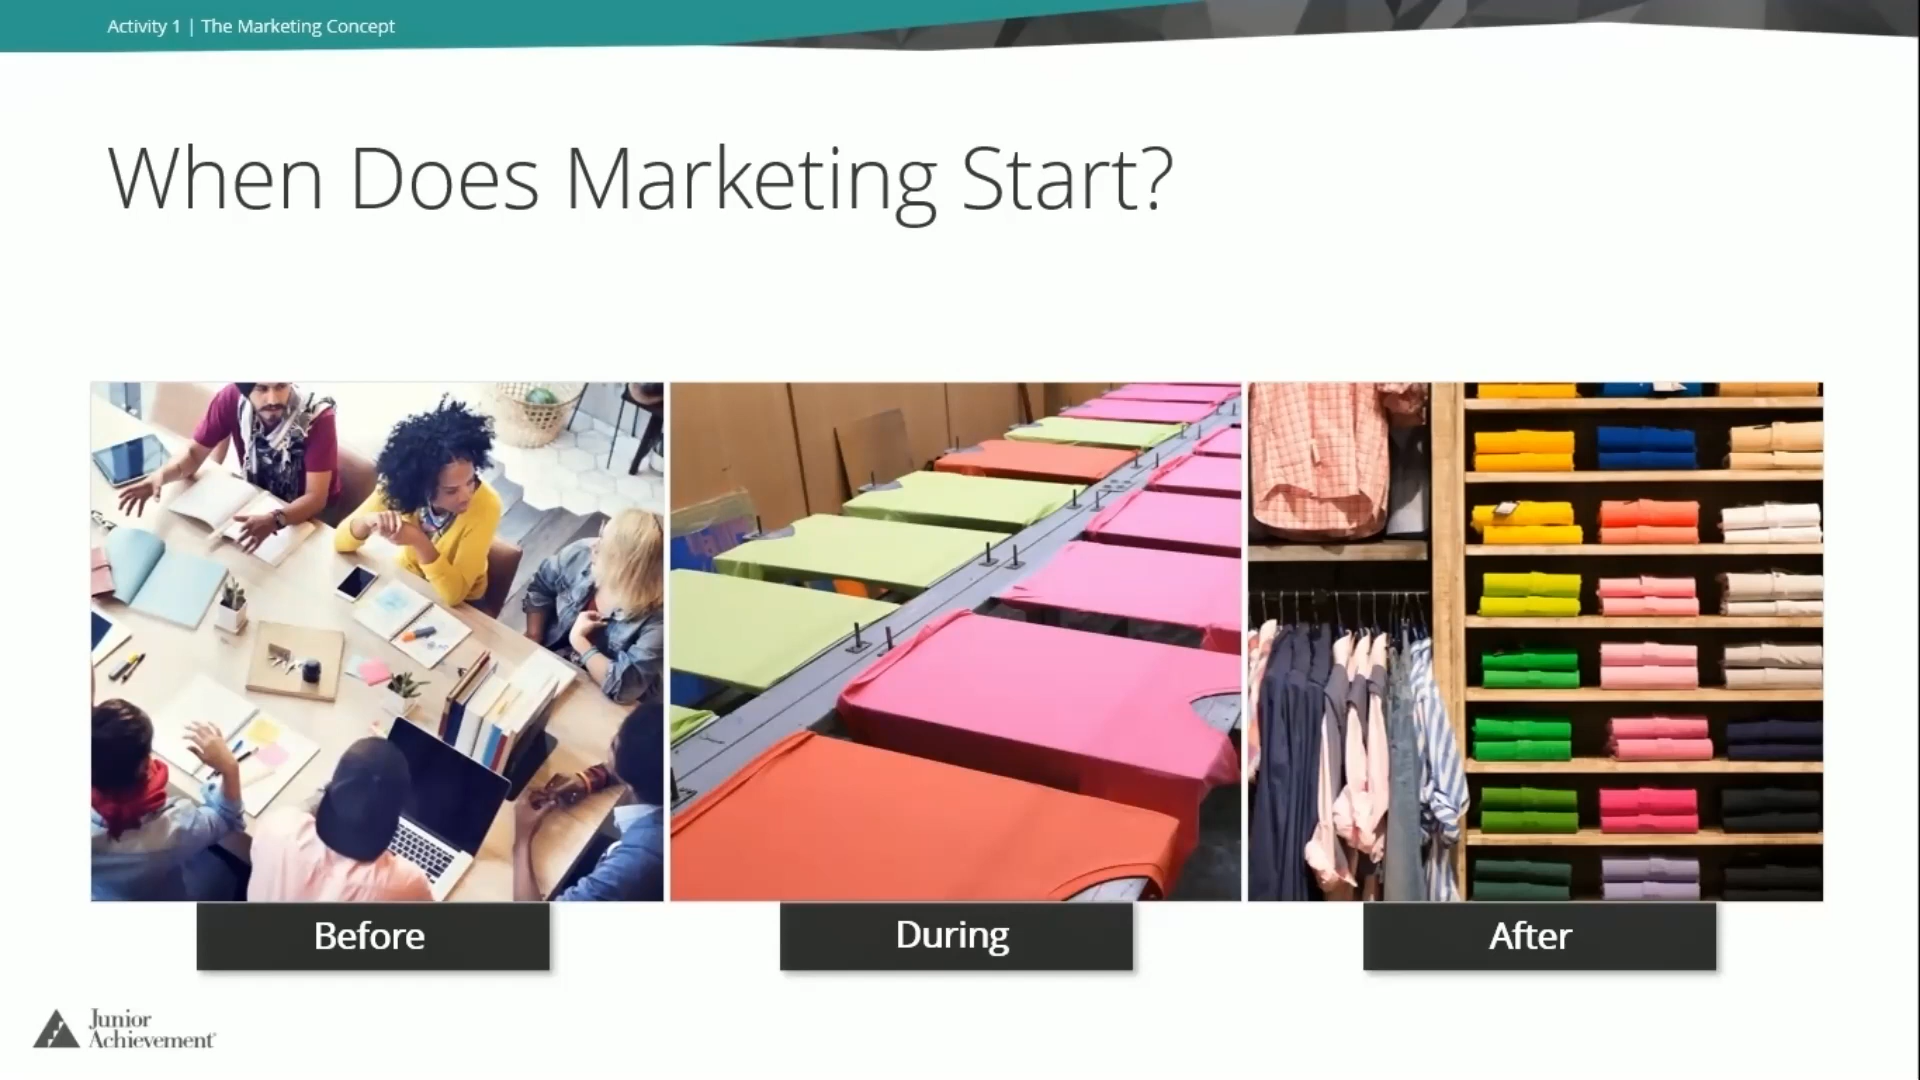 Activity 1 | The Marketing Concept
When Does Marketing Start?
Before
During
After
Junior
Achievement